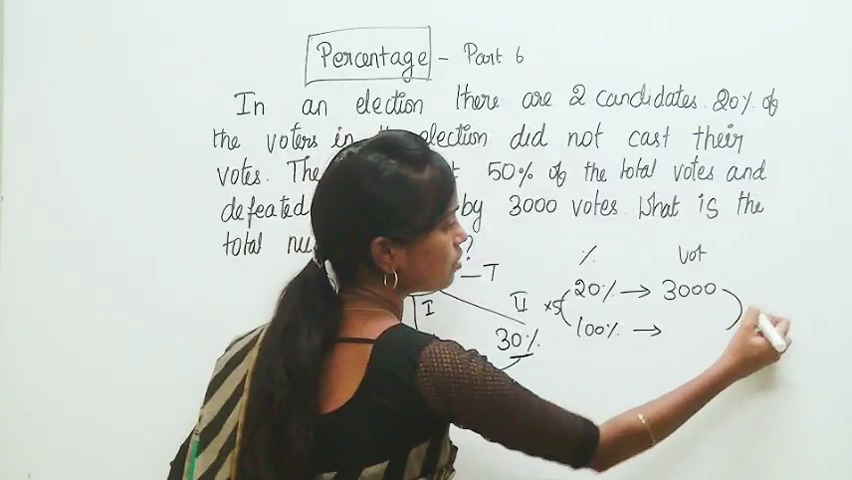 Percentage - Part 6
In an election there are 2 candidates. 20% of
the voters in the election did not cast their
votes. The 50% of the total votes and
defeated by 3000 votes. What is the
total ?
% Vot
- T
I II x5 20% → 3000
30% 100% →